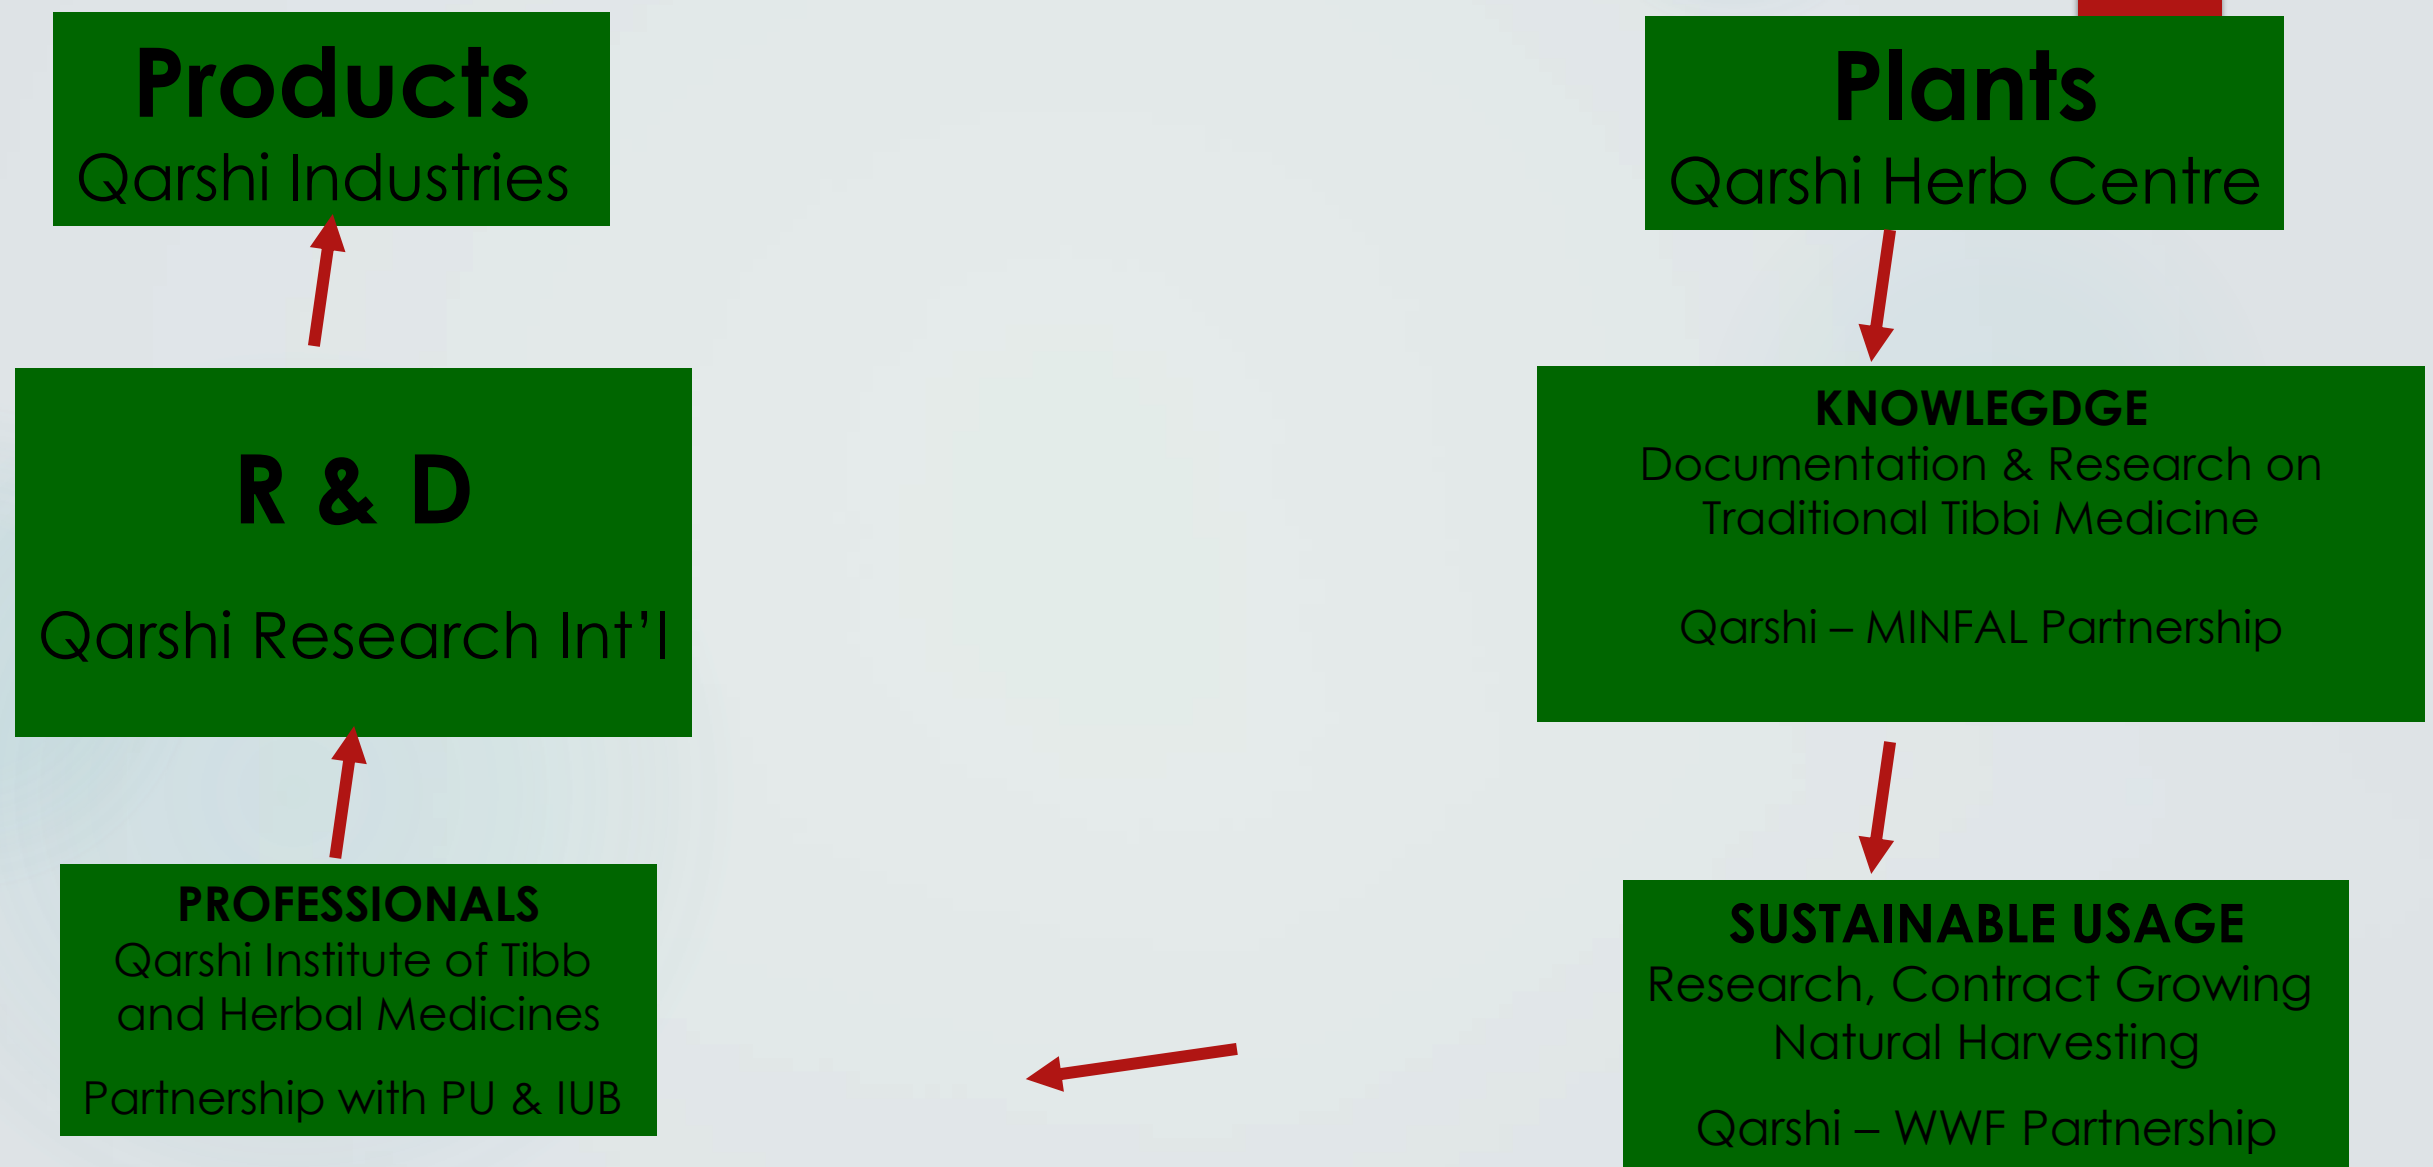 Products
Qarshi Industries
Plants
Qarshi Herb Centre
R & D
Qarshi Research Int’l
KNOWLEGDGE
Documentation & Research on
Traditional Tibbi Medicine
Qarshi – MINFAL Partnership
PROFESSIONALS
Qarshi Institute of Tibb
and Herbal Medicines
Partnership with PU & IUB
SUSTAINABLE USAGE
Research, Contract Growing
Natural Harvesting
Qarshi – WWF Partnership